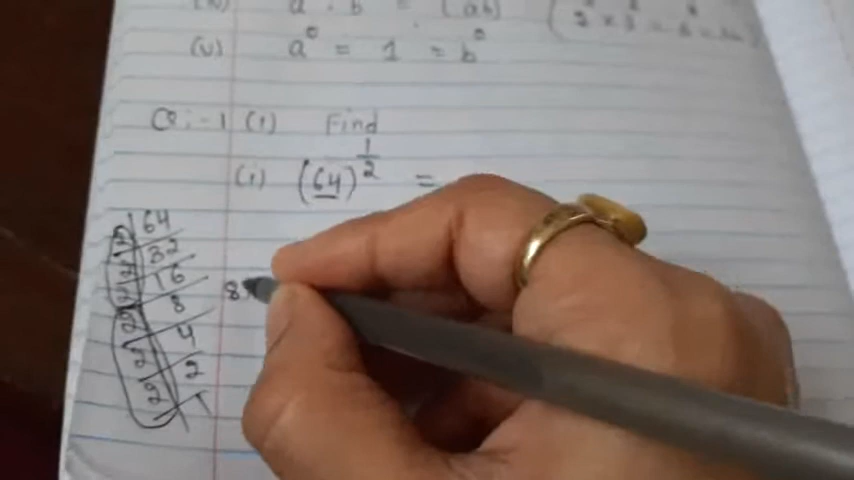 a · b = (ab)
(v) a⁰ = 1 = b⁰
Q:-1 (1) Find
(i) (64)^1/2 =
2 64
2 32
2 16
2 8
2 4
2 2
1
8